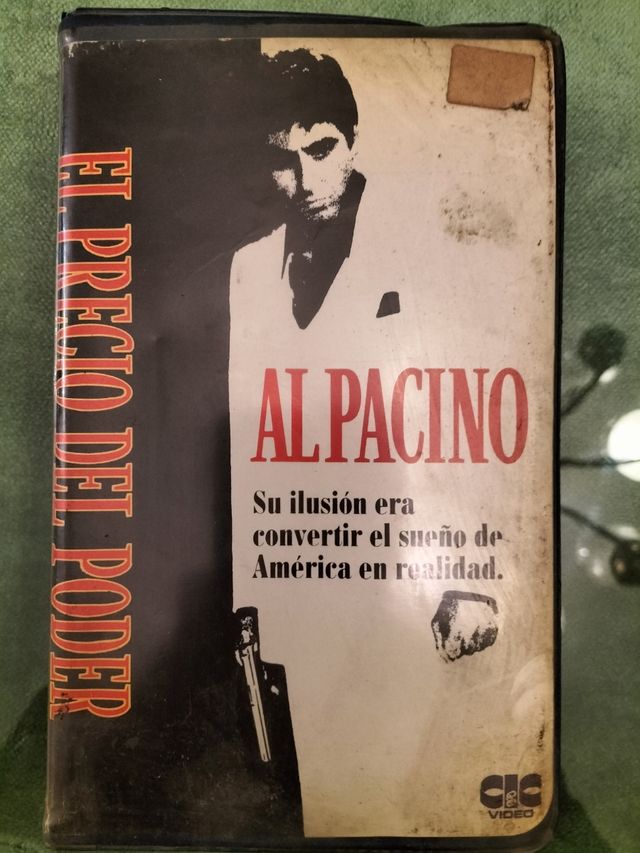 EL PRECIO DEL PODER
AL PACINO
Su ilusión era
convertir el sueño de
América en realidad.
CIC
VIDEO